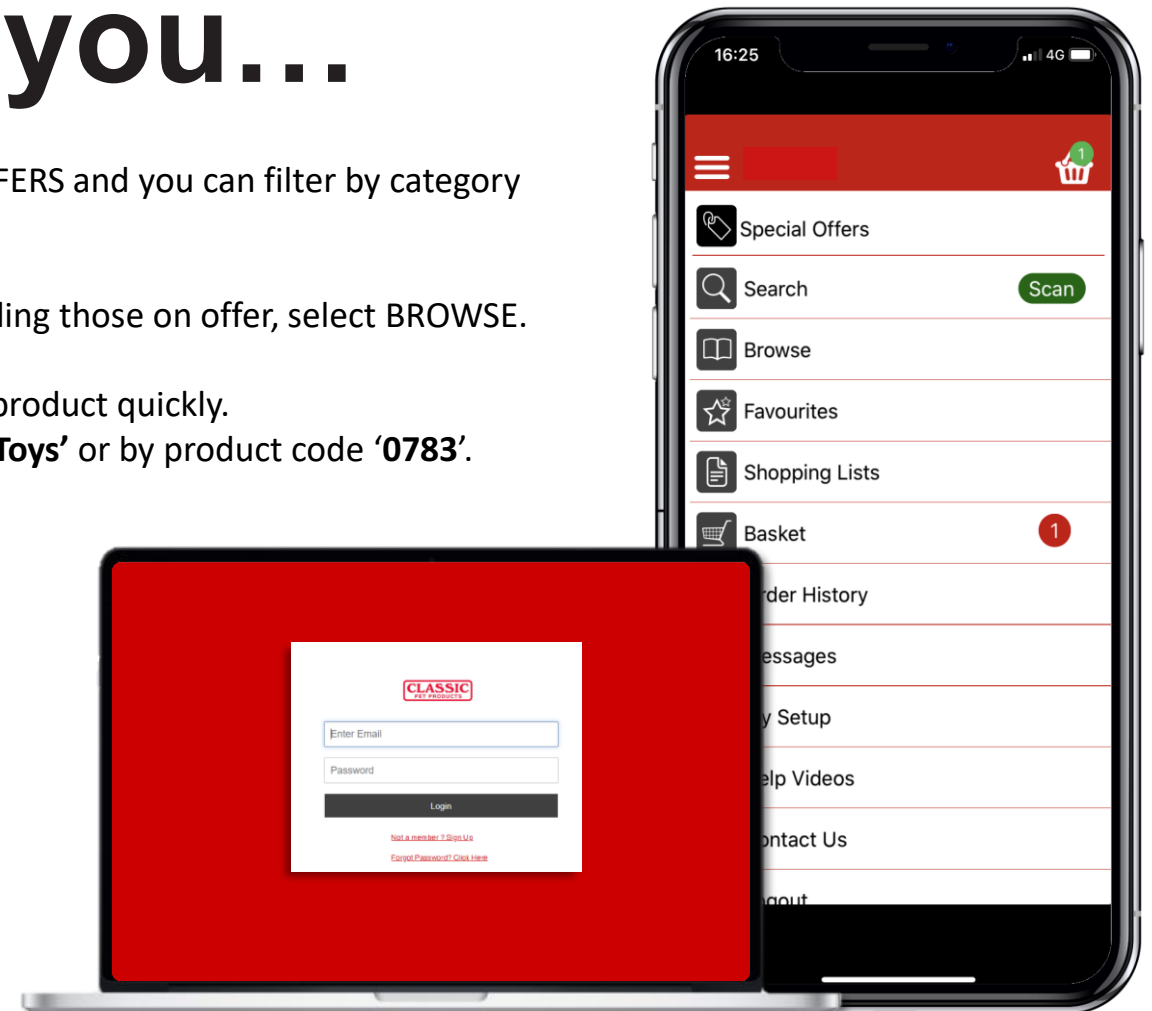 you...
FERS and you can filter by category
ling those on offer, select BROWSE.
product quickly.
Toys’ or by product code ‘0783’.
16:25
4G
1
Special Offers
Search
Scan
Browse
Favourites
Shopping Lists
Basket
1
rder History
essages
y Setup
elp Videos
ontact Us
gout
CLASSIC
PET PRODUCTS
Enter Email
Password
Login
Not a member ? Sign Up
Forgot Password? Click Here